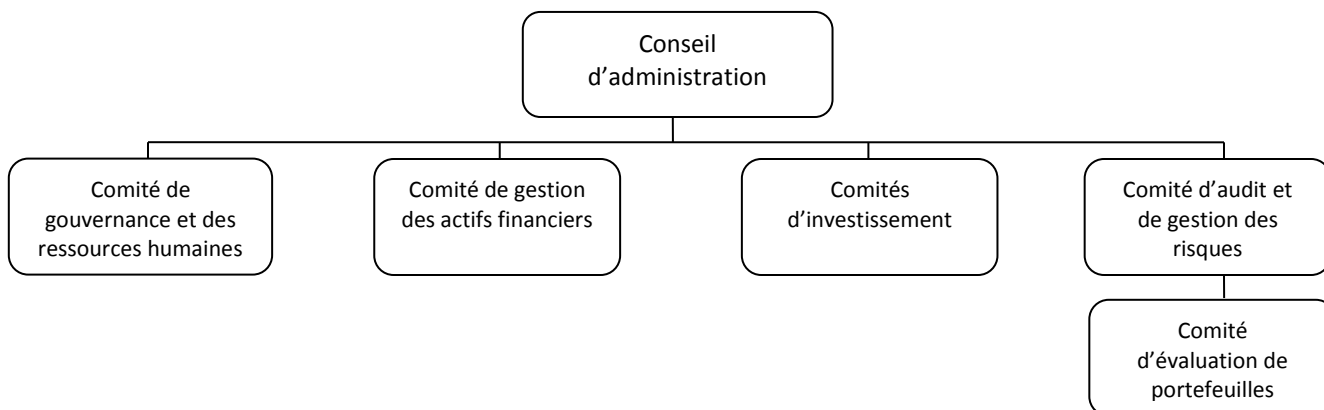 Conseil
d’administration
Comité de
gouvernance et des
ressources humaines
Comité de gestion
des actifs financiers
Comités
d’investissement
Comité d’audit et
de gestion des
risques
Comité
d’évaluation de
portefeuilles